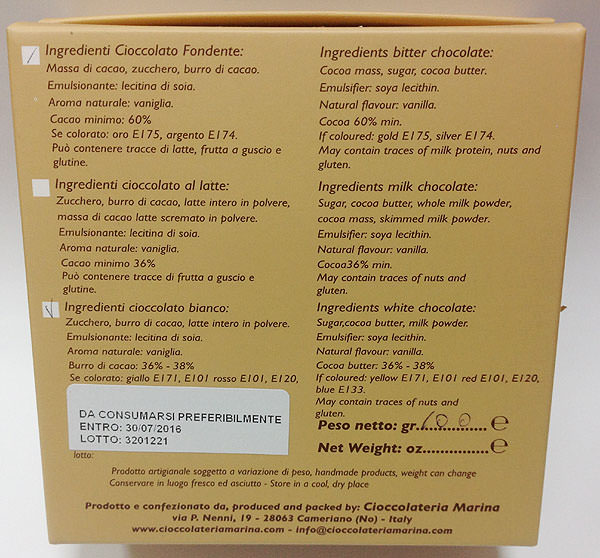 Ingredienti Cioccolato Fondente:
Massa di cacao, zucchero, burro di cacao.
Emulsionante: lecitina di soia.
Aroma naturale: vaniglia.
Cacao minimo: 60%
Se colorato: oro E175, argento E174.
Può contenere tracce di latte, frutta a guscio e
glutine.
Ingredients bitter chocolate:
Cocoa mass, sugar, cocoa butter.
Emulsifier: soya lecithin.
Natural flavour: vanilla.
Cocoa 60% min.
If coloured: gold E175, silver E174.
May contain traces of milk protein, nuts and
gluten.
Ingredienti cioccolato al latte:
Zucchero, burro di cacao, latte intero in polvere,
massa di cacao latte scremato in polvere.
Emulsionante: lecitina di soia.
Aroma naturale: vaniglia.
Cacao minimo 36%
Può contenere tracce di frutta a guscio e
glutine.
Ingredients milk chocolate:
Sugar, cocoa butter, whole milk powder,
cocoa mass, skimmed milk powder.
Emulsifier: soya lecithin.
Natural flavour: vanilla.
Cocoa36% min.
May contain traces of nuts and
gluten.
Ingredienti cioccolato bianco:
Zucchero, burro di cacao, latte intero in polvere.
Emulsionante: lecitina di soia.
Aroma naturale: vaniglia.
Burro di cacao: 36% - 38%
Se colorato: giallo E171, E101 rosso E101, E120,
Ingredients white chocolate:
Sugar,cocoa butter, milk powder.
Emulsifier: soya lecithin.
Natural flavour: vanilla.
Cocoa butter: 36% - 38%
If coloured: yellow E171, E101 red E101, E120,
blue E133.
May contain traces of nuts and
gluten.
DA CONSUMARSI PREFERIBILMENTE
ENTRO: 30/07/2016
LOTTO: 3201221
lotto:
Peso netto: gr.100............ e
Net Weight: oz................ e
Prodotto artigianale soggetto a variazione di peso, handmade products, weight can change
Conservare in luogo fresco ed asciutto - Store in a cool, dry place
Prodotto e confezionato da, produced and packed by: Cioccolateria Marina
via P. Nenni, 19 - 28063 Cameriano (No) - Italy
www.cioccolateriamarina.com - info@cioccolateriamarina.com